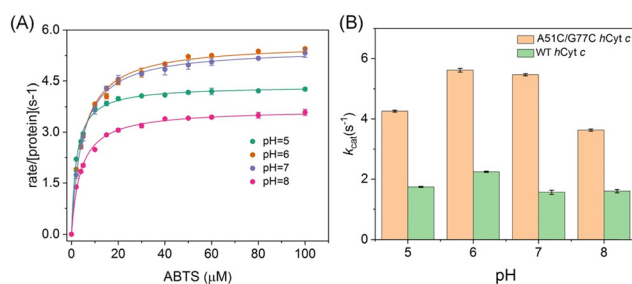 (A)
rate/[protein](s-1)
6.0
4.5
3.0
1.5
0.0
pH=5
pH=6
pH=7
pH=8
0 20 40 60 80 100
ABTS (μM)
(B)
A51C/G77C hCyt c
WT hCyt c
kcat(s-1)
6
4
2
0
5 6 7 8
pH